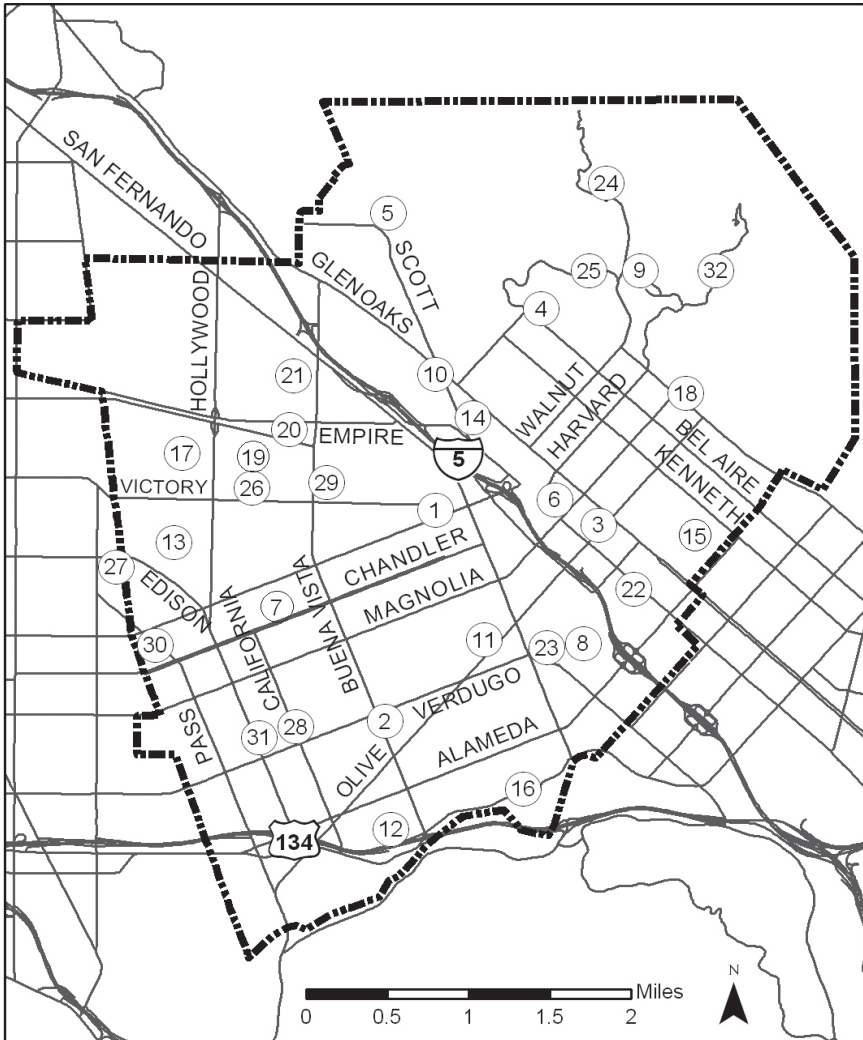 SAN FERNANDO
24
5
SCOTT
GLENOAKS
25
9
32
HOLLYWOOD
4
21
10
WALNUT
HARVARD
18
14
BEL AIRE
KENNETH
20
EMPIRE
17
19
5
VICTORY
26
29
1
6
3
15
13
CHANDLER
27
EDISON
MAGNOLIA
22
7
CALIFORNIA
BUENA VISTA
30
11
23
8
PASS
31
28
2
VERDUGO
OLIVE
ALAMEDA
16
134
12
N
Miles
0 0.5 1 1.5 2